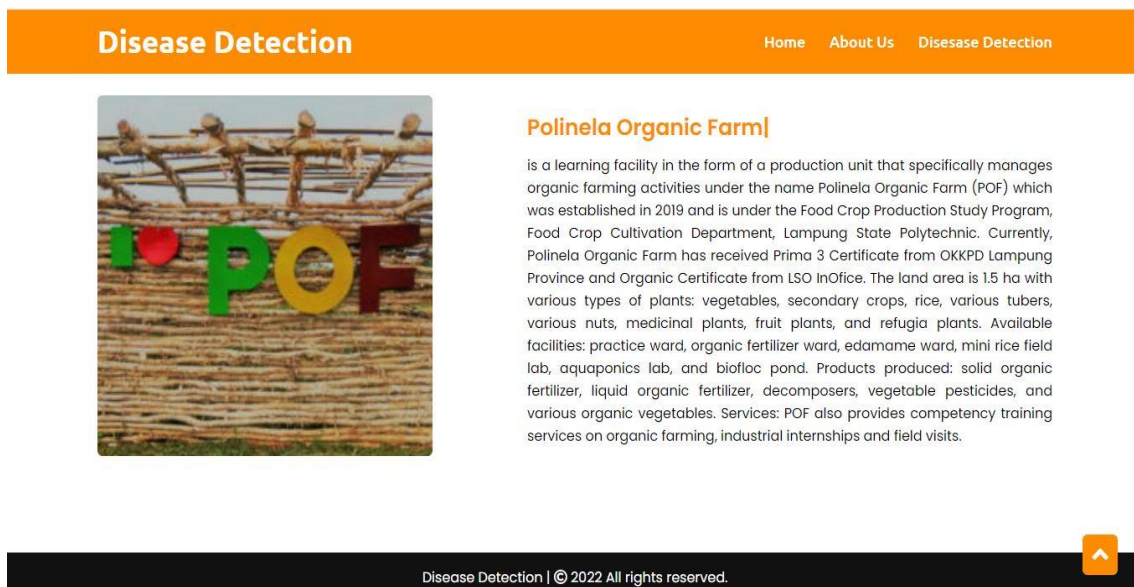 Disease Detection
Home About Us Disesase Detection
I ❤ POF
Polinela Organic Farm|
is a learning facility in the form of a production unit that specifically manages
organic farming activities under the name Polinela Organic Farm (POF) which
was established in 2019 and is under the Food Crop Production Study Program,
Food Crop Cultivation Department, Lampung State Polytechnic. Currently,
Polinela Organic Farm has received Prima 3 Certificate from OKKPD Lampung
Province and Organic Certificate from LSO InOfice. The land area is 1.5 ha with
various types of plants: vegetables, secondary crops, rice, various tubers,
various nuts, medicinal plants, fruit plants, and refugia plants. Available
facilities: practice ward, organic fertilizer ward, edamame ward, mini rice field
lab, aquaponics lab, and biofloc pond. Products produced: solid organic
fertilizer, liquid organic fertilizer, decomposers, vegetable pesticides, and
various organic vegetables. Services: POF also provides competency training
services on organic farming, industrial internships and field visits.
Disease Detection | © 2022 All rights reserved.